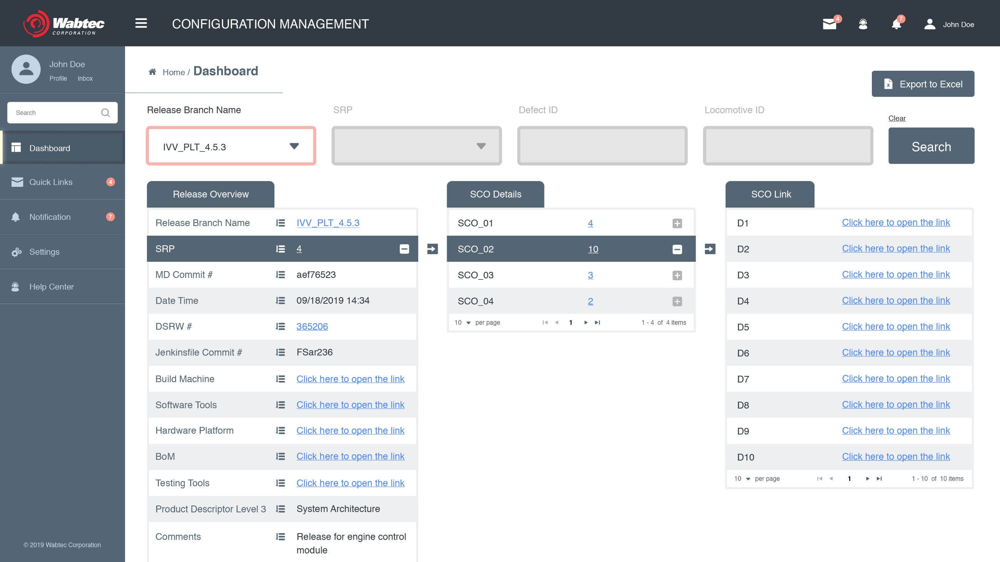 Wabtec
CORPORATION
CONFIGURATION MANAGEMENT
4
7
John Doe
John Doe
Profile Inbox
Search
Dashboard
Quick Links 4
Notification 7
Settings
Help Center
© 2019 Wabtec Corporation
Home / Dashboard
Export to Excel
Release Branch Name
SRP
Defect ID
Locomotive ID
Clear
IVV_PLT_4.5.3
Search
Release Overview
Release Branch Name IVV_PLT_4.5.3
SRP 4
MD Commit # aef76523
Date Time 09/18/2019 14:34
DSRW # 365206
Jenkinsfile Commit # FSar236
Build Machine Click here to open the link
Software Tools Click here to open the link
Hardware Platform Click here to open the link
BoM Click here to open the link
Testing Tools Click here to open the link
Product Descriptor Level 3 System Architecture
Comments Release for engine control
module
SCO Details
SCO_01 4
SCO_02 10
SCO_03 3
SCO_04 2
10 per page 1 1 - 4 of 4 items
SCO Link
D1 Click here to open the link
D2 Click here to open the link
D3 Click here to open the link
D4 Click here to open the link
D5 Click here to open the link
D6 Click here to open the link
D7 Click here to open the link
D8 Click here to open the link
D9 Click here to open the link
D10 Click here to open the link
10 per page 1 1 - 10 of 10 items